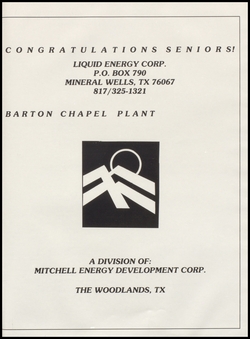 CONGRATULATIONS SENIORS!
LIQUID ENERGY CORP.
P.O. BOX 790
MINERAL WELLS, TX 76067
817/325-1321
BARTON CHAPEL PLANT
A DIVISION OF:
MITCHELL ENERGY DEVELOPMENT CORP.
THE WOODLANDS, TX